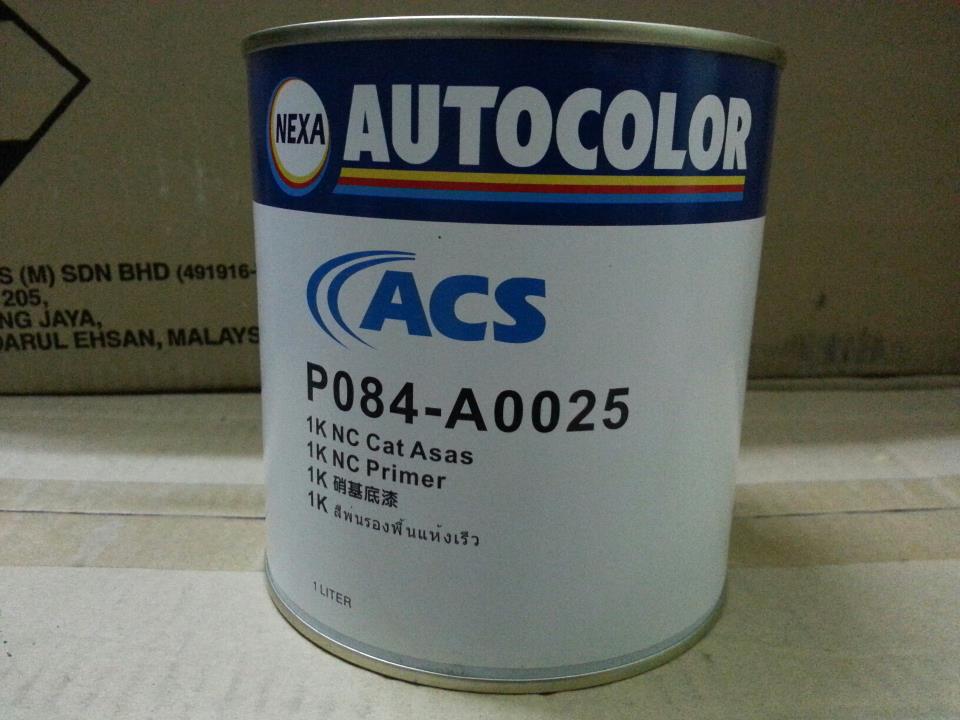 NEXA
AUTOCOLOR
ACS
P084-A0025
1K NC Cat Asas
1K NC Primer
1K 硝基底漆
1K สีพ่นรองพื้นแห้งเร็ว
1 LITER
S (M) SDN BHD (491916-
205,
NG JAYA,
DARUL EHSAN, MALAYS